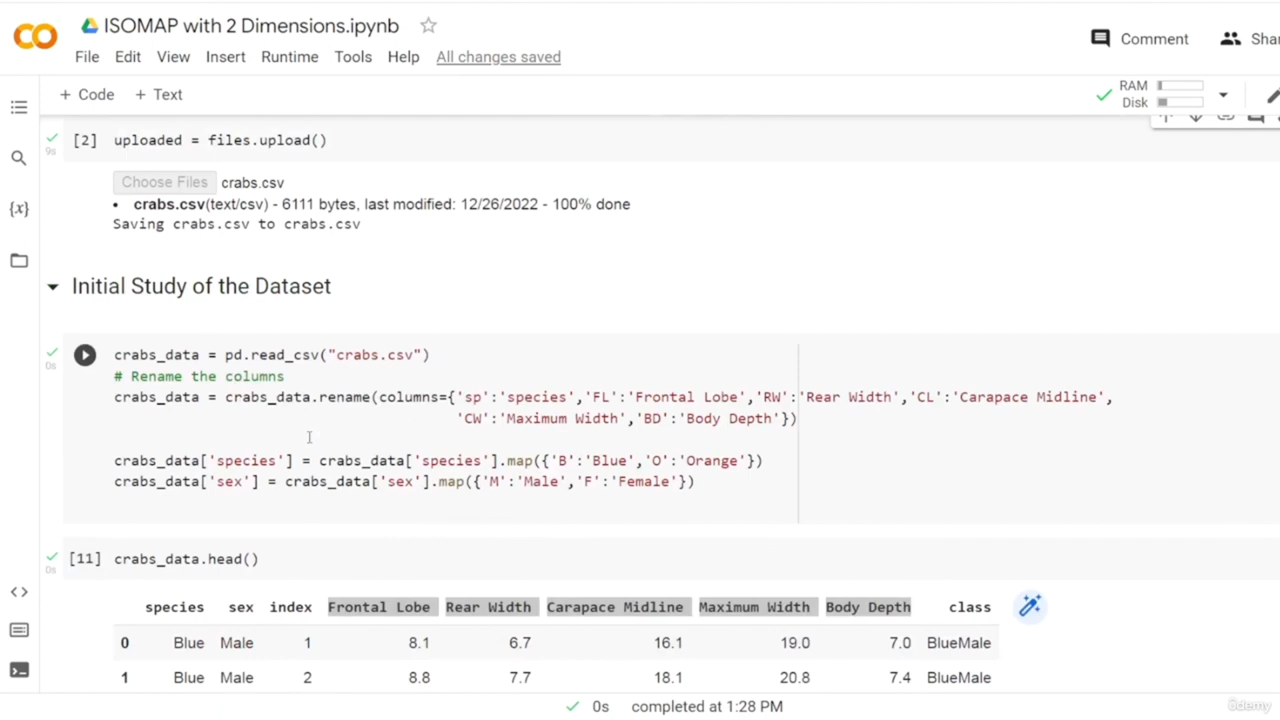 ISOMAP with 2 Dimensions.ipynb
File Edit View Insert Runtime Tools Help All changes saved
Comment
Shar
+ Code + Text
RAM
Disk
[2] uploaded = files.upload()
9s
Choose Files crabs.csv
• crabs.csv(text/csv) - 6111 bytes, last modified: 12/26/2022 - 100% done
Saving crabs.csv to crabs.csv
{x}
Initial Study of the Dataset
0s
crabs_data = pd.read_csv("crabs.csv")
# Rename the columns
crabs_data = crabs_data.rename(columns={'sp':'species','FL':'Frontal Lobe','RW':'Rear Width','CL':'Carapace Midline',
'CW':'Maximum Width','BD':'Body Depth'})
crabs_data['species'] = crabs_data['species'].map({'B':'Blue','O':'Orange'})
crabs_data['sex'] = crabs_data['sex'].map({'M':'Male','F':'Female'})
[11] crabs_data.head()
0s
species sex index Frontal Lobe Rear Width Carapace Midline Maximum Width Body Depth class
0 Blue Male 1 8.1 6.7 16.1 19.0 7.0 BlueMale
1 Blue Male 2 8.8 7.7 18.1 20.8 7.4 BlueMale
0s completed at 1:28 PM
ûdemy